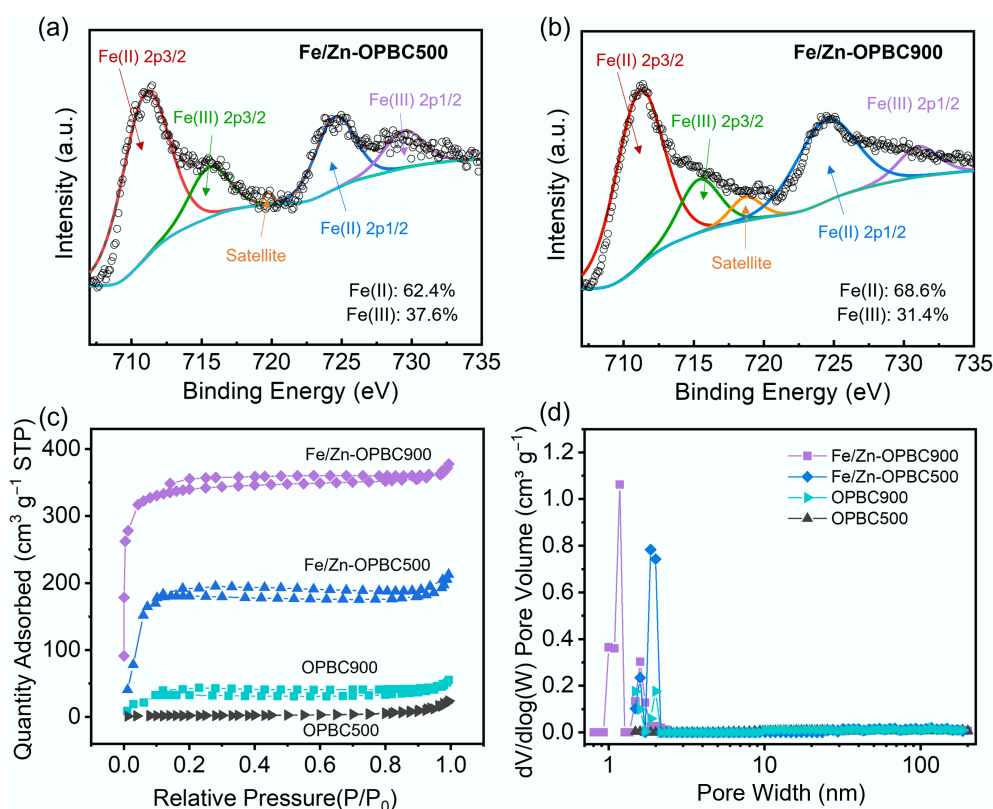 (a)
Fe/Zn-OPBC500
Fe(II) 2p3/2
Fe(III) 2p3/2
Fe(III) 2p1/2
Fe(II) 2p1/2
Satellite
Fe(II): 62.4%
Fe(III): 37.6%
Intensity (a.u.)
710 715 720 725 730 735
Binding Energy (eV)
(b)
Fe/Zn-OPBC900
Fe(II) 2p3/2
Fe(III) 2p3/2
Fe(III) 2p1/2
Fe(II) 2p1/2
Satellite
Fe(II): 68.6%
Fe(III): 31.4%
Intensity (a.u.)
710 715 720 725 730 735
Binding Energy (eV)
(c)
Quantity Adsorbed (cm³ g⁻¹ STP)
400
300
200
100
0
Fe/Zn-OPBC900
Fe/Zn-OPBC500
OPBC900
OPBC500
0.0 0.2 0.4 0.6 0.8 1.0
Relative Pressure(P/P₀)
(d)
dV/dlog(W) Pore Volume (cm³ g⁻¹)
1.2
1.0
0.8
0.6
0.4
0.2
0.0
Fe/Zn-OPBC900
Fe/Zn-OPBC500
OPBC900
OPBC500
1 10 100
Pore Width (nm)